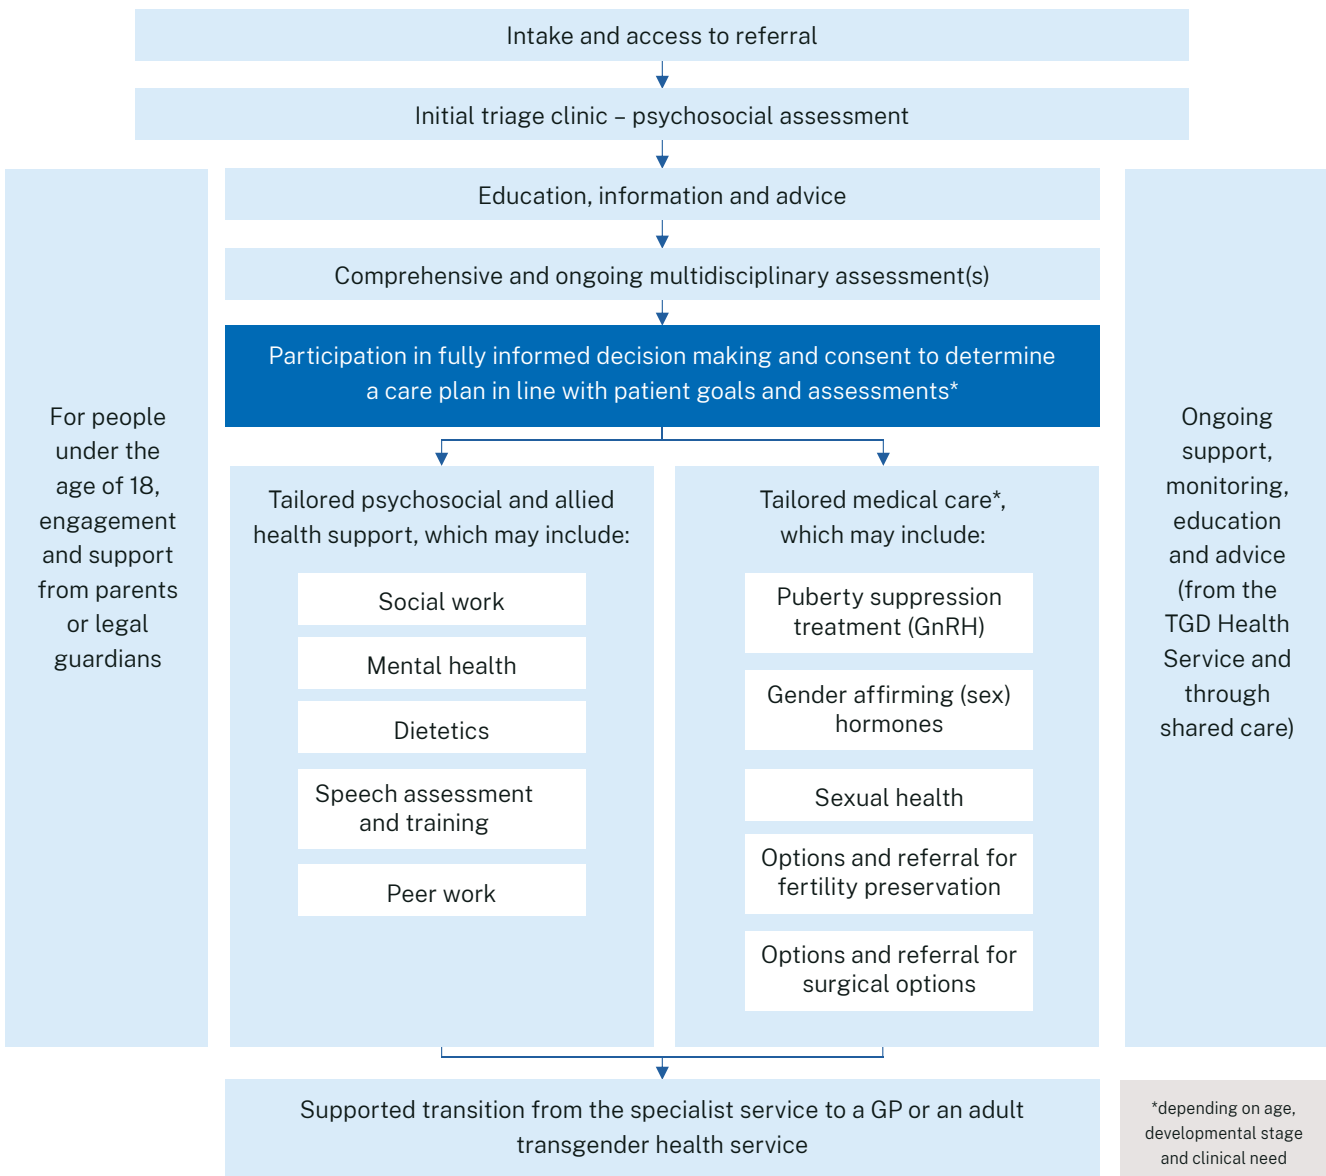 Intake and access to referral
Initial triage clinic – psychosocial assessment
Education, information and advice
Comprehensive and ongoing multidisciplinary assessment(s)
Participation in fully informed decision making and consent to determine
a care plan in line with patient goals and assessments*
For people
under the
age of 18,
engagement
and support
from parents
or legal
guardians
Tailored psychosocial and allied
health support, which may include:
Social work
Mental health
Dietetics
Speech assessment
and training
Peer work
Tailored medical care*,
which may include:
Puberty suppression
treatment (GnRH)
Gender affirming (sex)
hormones
Sexual health
Options and referral for
fertility preservation
Options and referral for
surgical options
Ongoing
support,
monitoring,
education
and advice
(from the
TGD Health
Service and
through
shared care)
Supported transition from the specialist service to a GP or an adult
transgender health service
*depending on age,
developmental stage
and clinical need